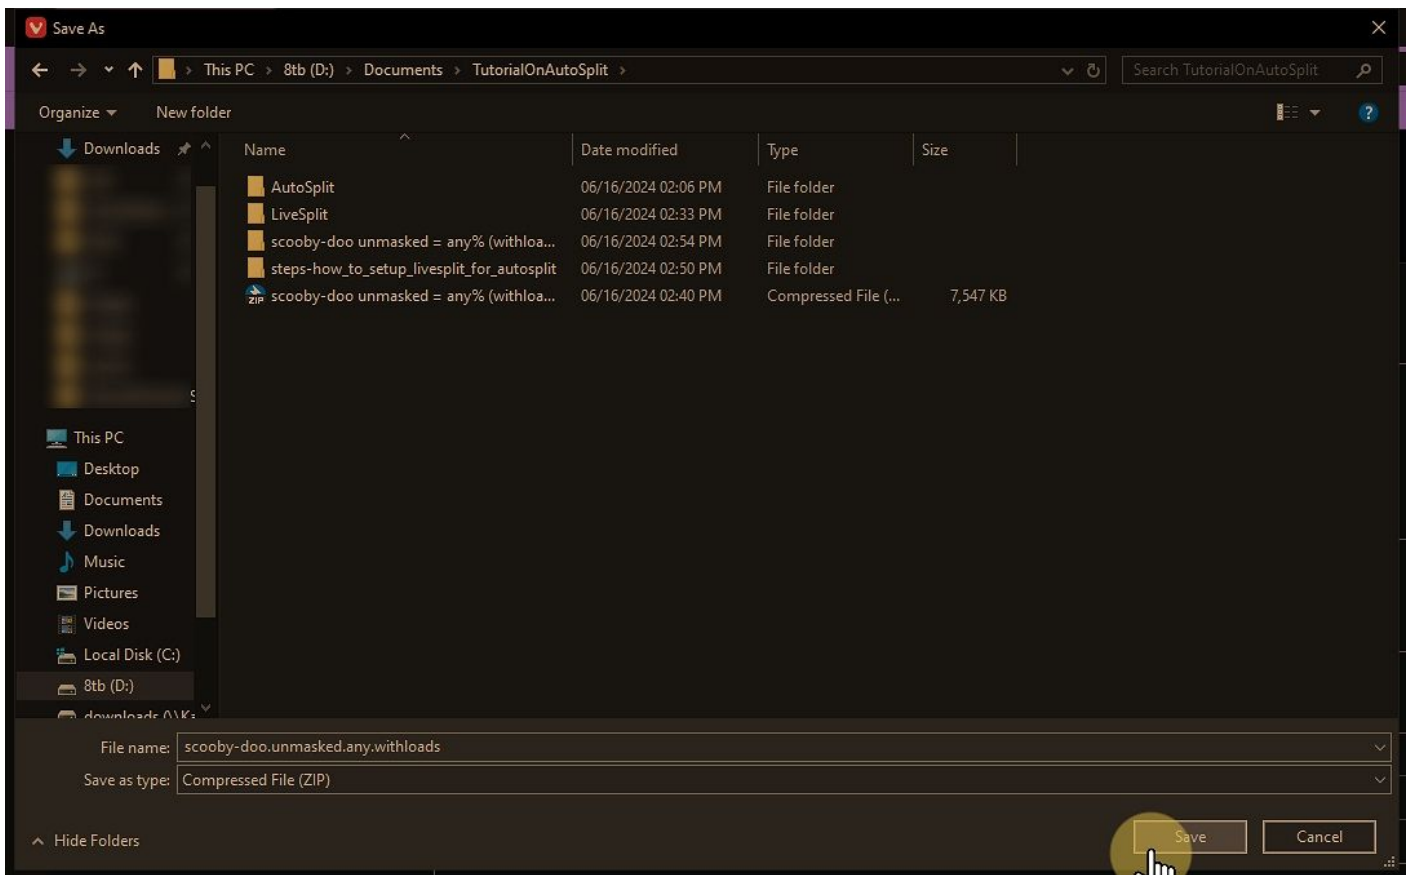 Save As
This PC > 8tb (D:) > Documents > TutorialOnAutoSplit >
Search TutorialOnAutoSplit
Organize
New folder
Downloads
Name Date modified Type Size
AutoSplit 06/16/2024 02:06 PM File folder
LiveSplit 06/16/2024 02:33 PM File folder
scooby-doo unmasked = any% (withloa... 06/16/2024 02:54 PM File folder
steps-how_to_setup_livesplit_for_autosplit 06/16/2024 02:50 PM File folder
ZIP scooby-doo unmasked = any% (withloa... 06/16/2024 02:40 PM Compressed File (... 7,547 KB
This PC
Desktop
Documents
Downloads
Music
Pictures
Videos
Local Disk (C:)
8tb (D:)
File name: scooby-doo.unmasked.any.withloads
Save as type: Compressed File (ZIP)
Hide Folders
Save
Cancel